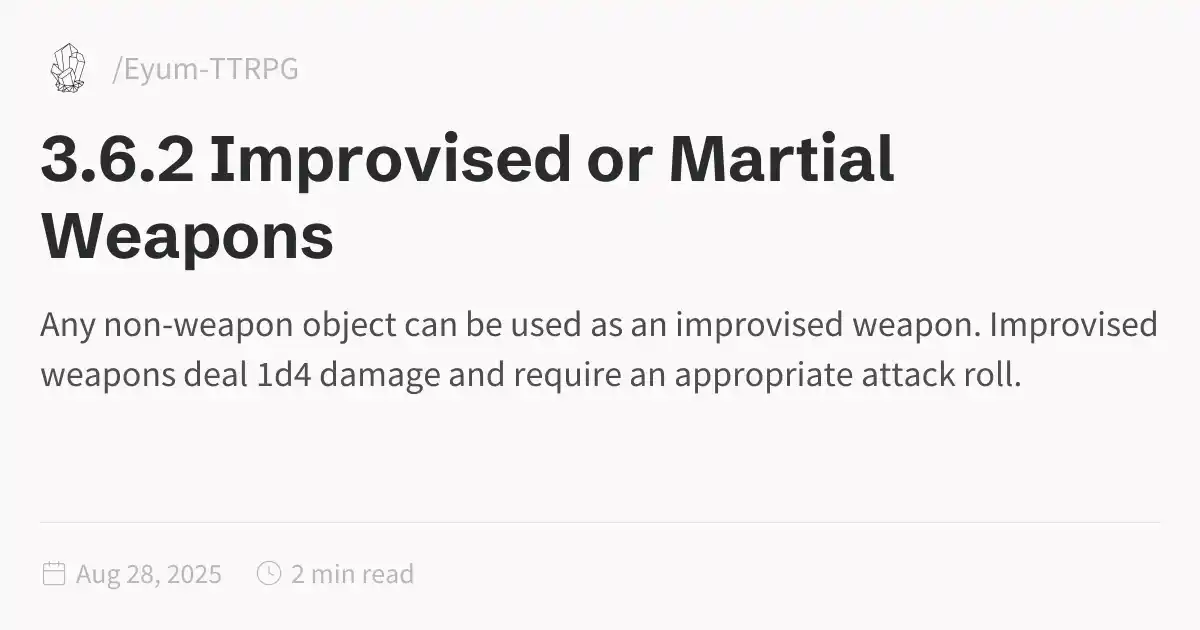 /Eyum-TTRPG
3.6.2 Improvised or Martial
Weapons
Any non-weapon object can be used as an improvised weapon. Improvised
weapons deal 1d4 damage and require an appropriate attack roll.
Aug 28, 2025 2 min read